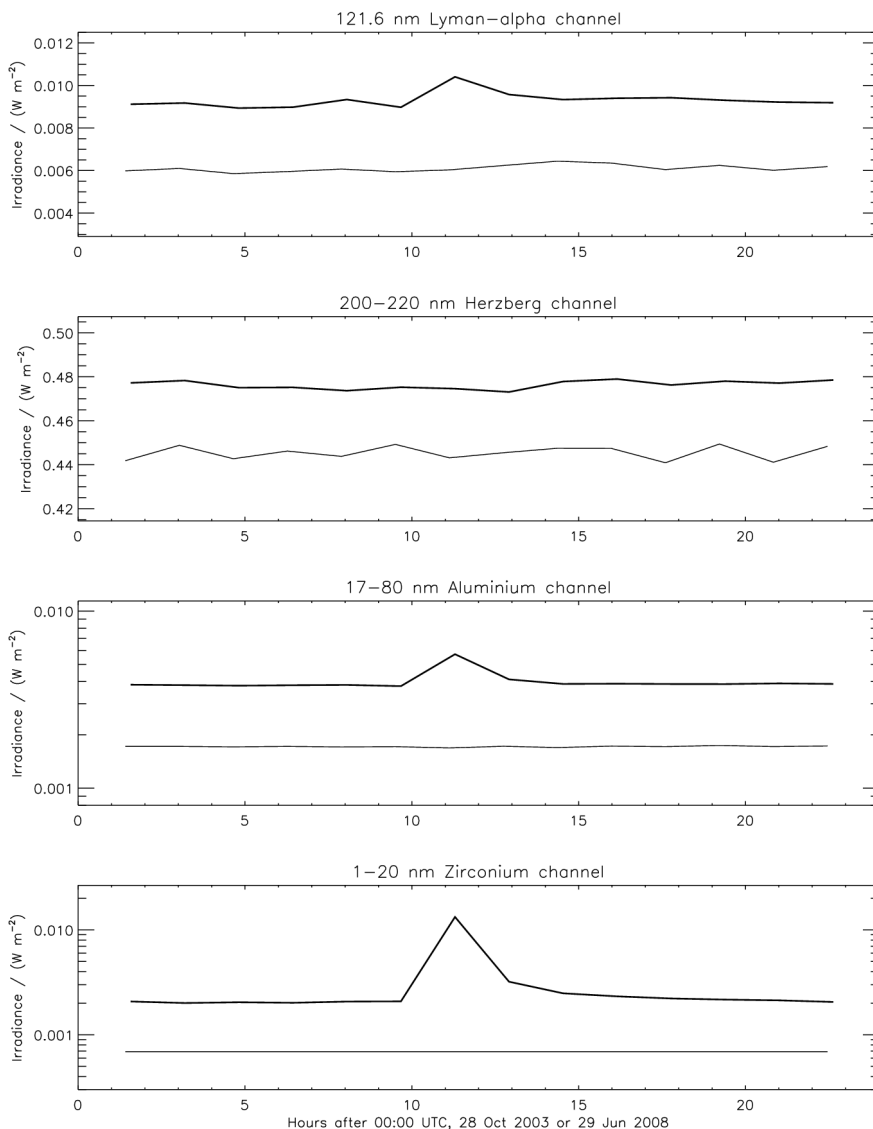 121.6 nm Lyman-alpha channel
Irradiance / (W m⁻²)
0.012
0.010
0.008
0.006
0.004
0 5 10 15 20
200-220 nm Herzberg channel
Irradiance / (W m⁻²)
0.50
0.48
0.46
0.44
0.42
0 5 10 15 20
17-80 nm Aluminium channel
Irradiance / (W m⁻²)
0.010
0.001
0 5 10 15 20
1-20 nm Zirconium channel
Irradiance / (W m⁻²)
0.010
0.001
0 5 10 15 20
Hours after 00:00 UTC, 28 Oct 2003 or 29 Jun 2008